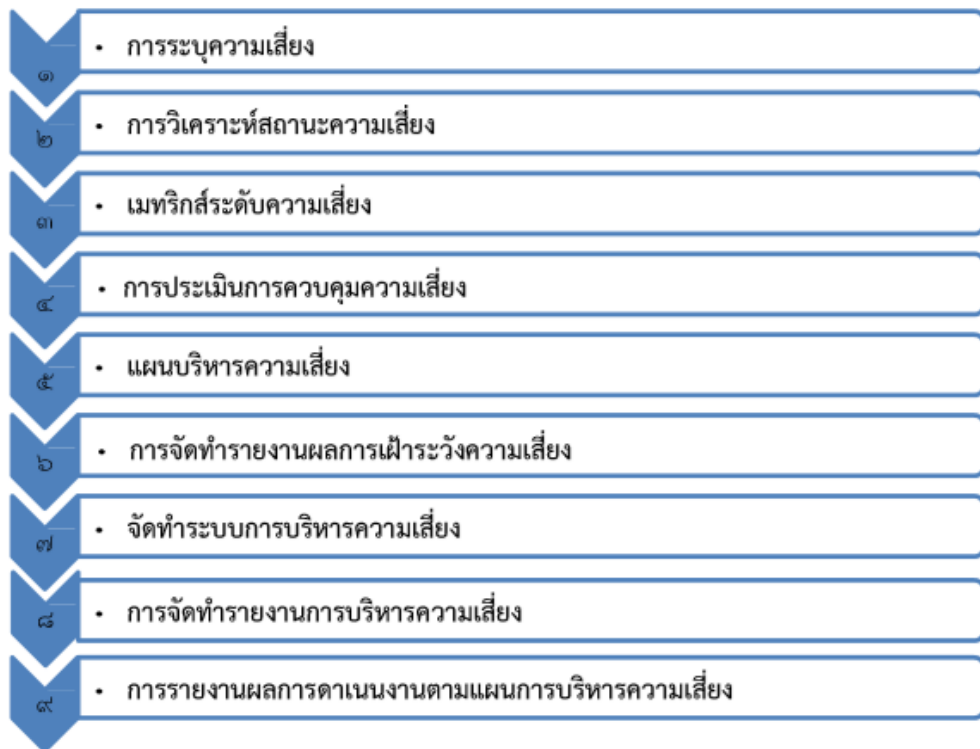 ๑
• การระบุความเสี่ยง
๒
• การวิเคราะห์สถานะความเสี่ยง
๓
• เมทริกส์ระดับความเสี่ยง
๔
• การประเมินการควบคุมความเสี่ยง
๕
• แผนบริหารความเสี่ยง
๖
• การจัดทำรายงานผลการเฝ้าระวังความเสี่ยง
๗
• จัดทำระบบการบริหารความเสี่ยง
๘
• การจัดทำรายงานการบริหารความเสี่ยง
๙
• การรายงานผลการดาเนนงานตามแผนการบริหารความเสี่ยง